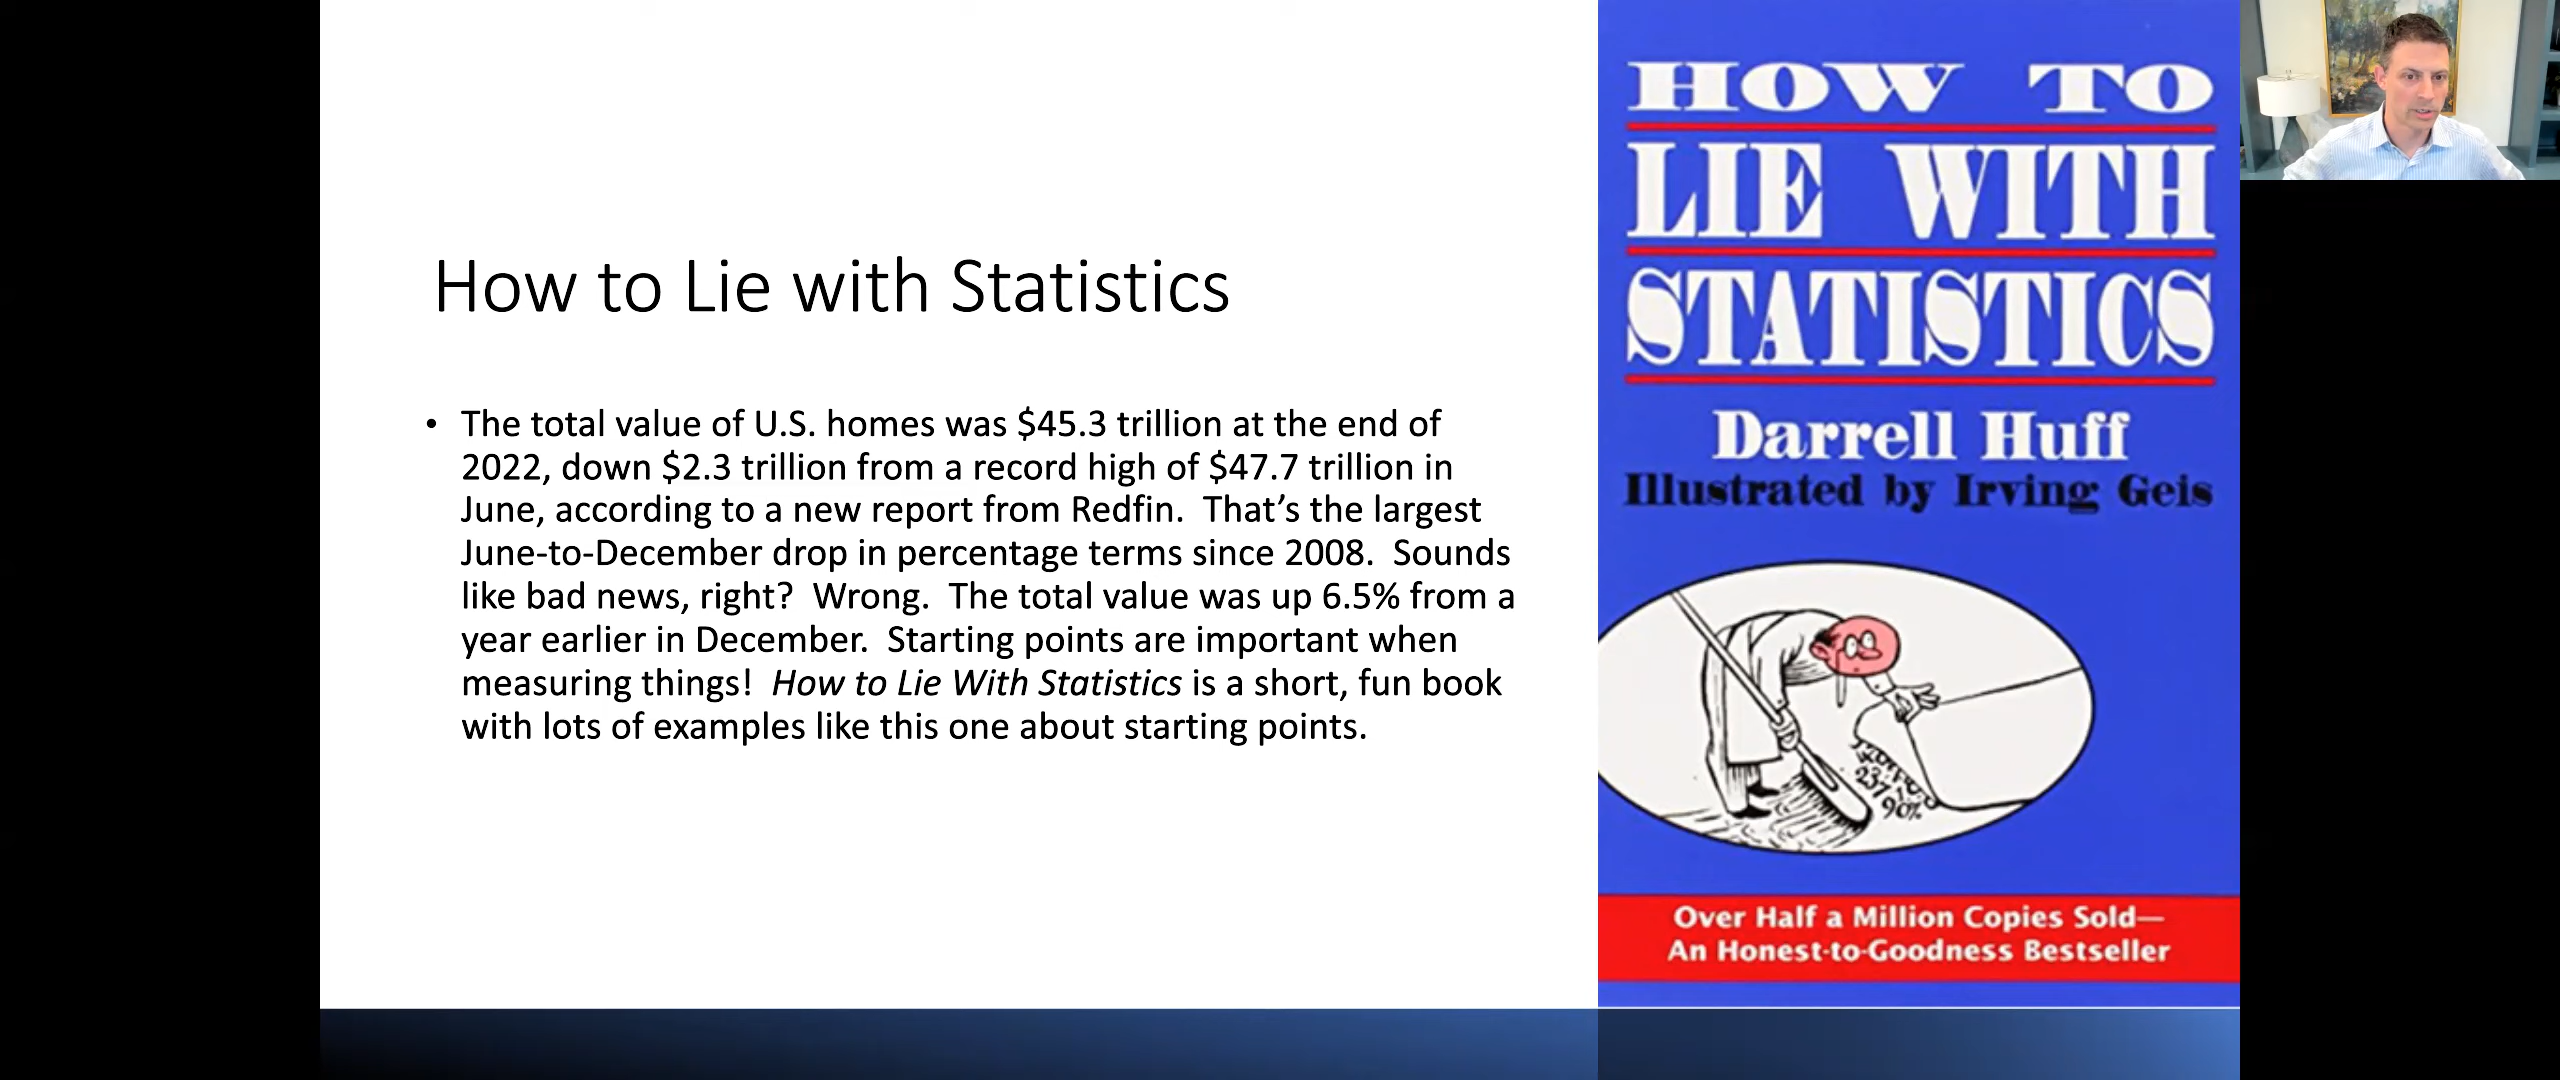 How to Lie with Statistics
• The total value of U.S. homes was $45.3 trillion at the end of
2022, down $2.3 trillion from a record high of $47.7 trillion in
June, according to a new report from Redfin.  That’s the largest
June-to-December drop in percentage terms since 2008.  Sounds
like bad news, right?  Wrong.  The total value was up 6.5% from a
year earlier in December.  Starting points are important when
measuring things!  How to Lie With Statistics is a short, fun book
with lots of examples like this one about starting points.
HOW TO
LIE WITH
STATISTICS
Darrell Huff
Illustrated by Irving Geis
90%
Over Half a Million Copies Sold—
An Honest-to-Goodness Bestseller